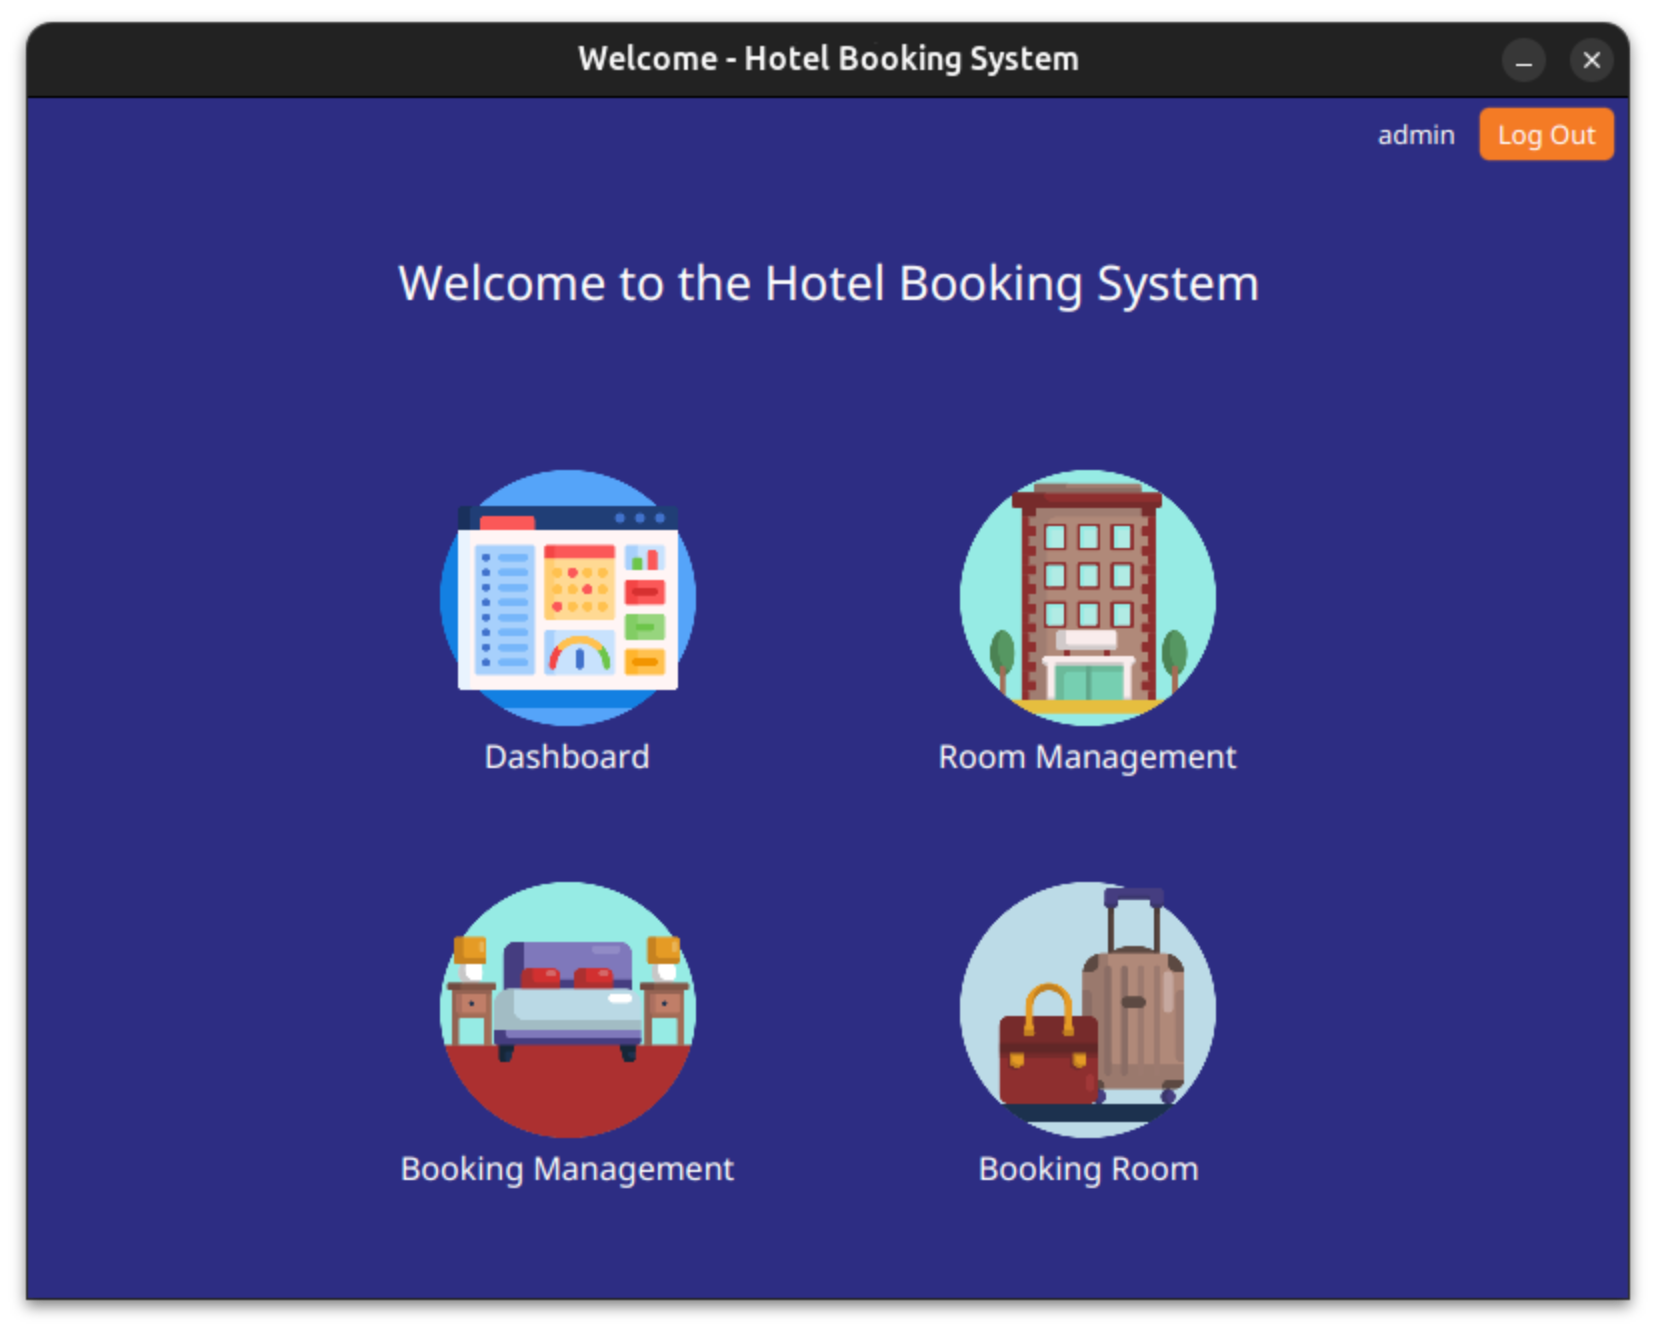 Welcome - Hotel Booking System
admin
Log Out
Welcome to the Hotel Booking System
Dashboard
Room Management
Booking Management
Booking Room